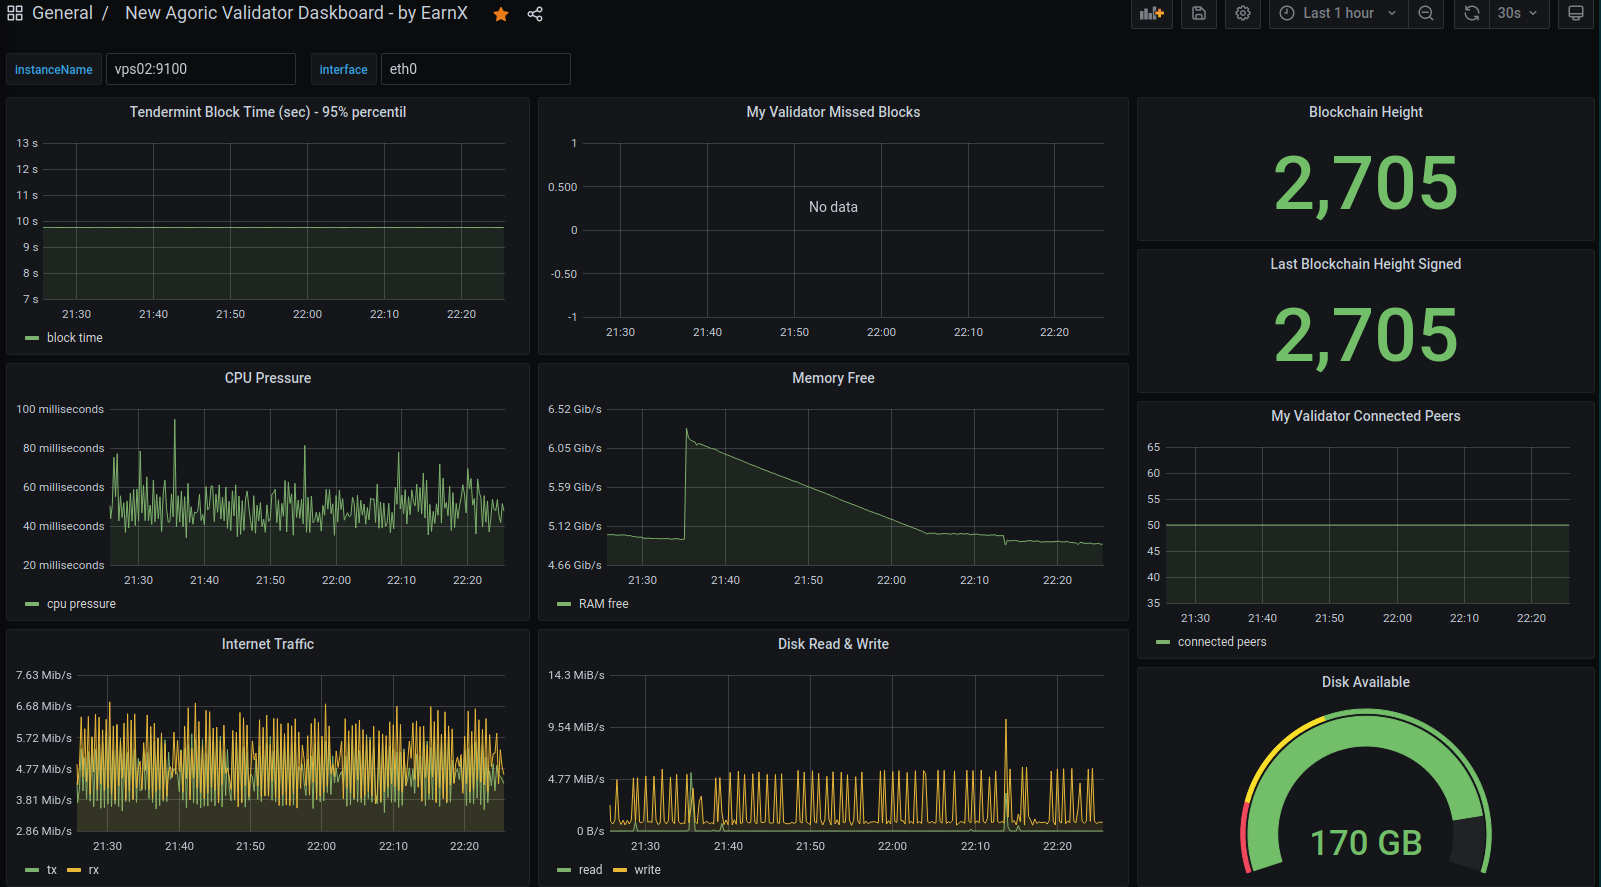 General / New Agoric Validator Daskboard - by EarnX
Last 1 hour
30s
instanceName vps02:9100 interface eth0
Tendermint Block Time (sec) - 95% percentil
13 s
12 s
11 s
10 s
9 s
8 s
7 s
21:30 21:40 21:50 22:00 22:10 22:20
block time
My Validator Missed Blocks
1
0.500
0
-0.50
-1
No data
21:30 21:40 21:50 22:00 22:10 22:20
Blockchain Height
2,705
Last Blockchain Height Signed
2,705
CPU Pressure
100 milliseconds
80 milliseconds
60 milliseconds
40 milliseconds
20 milliseconds
21:30 21:40 21:50 22:00 22:10 22:20
cpu pressure
Memory Free
6.52 Gib/s
6.05 Gib/s
5.59 Gib/s
5.12 Gib/s
4.66 Gib/s
21:30 21:40 21:50 22:00 22:10 22:20
RAM free
My Validator Connected Peers
65
60
55
50
45
40
35
21:30 21:40 21:50 22:00 22:10 22:20
connected peers
Internet Traffic
7.63 Mib/s
6.68 Mib/s
5.72 Mib/s
4.77 Mib/s
3.81 Mib/s
2.86 Mib/s
21:30 21:40 21:50 22:00 22:10 22:20
tx rx
Disk Read & Write
14.3 MiB/s
9.54 MiB/s
4.77 MiB/s
0 B/s
21:30 21:40 21:50 22:00 22:10 22:20
read write
Disk Available
170 GB